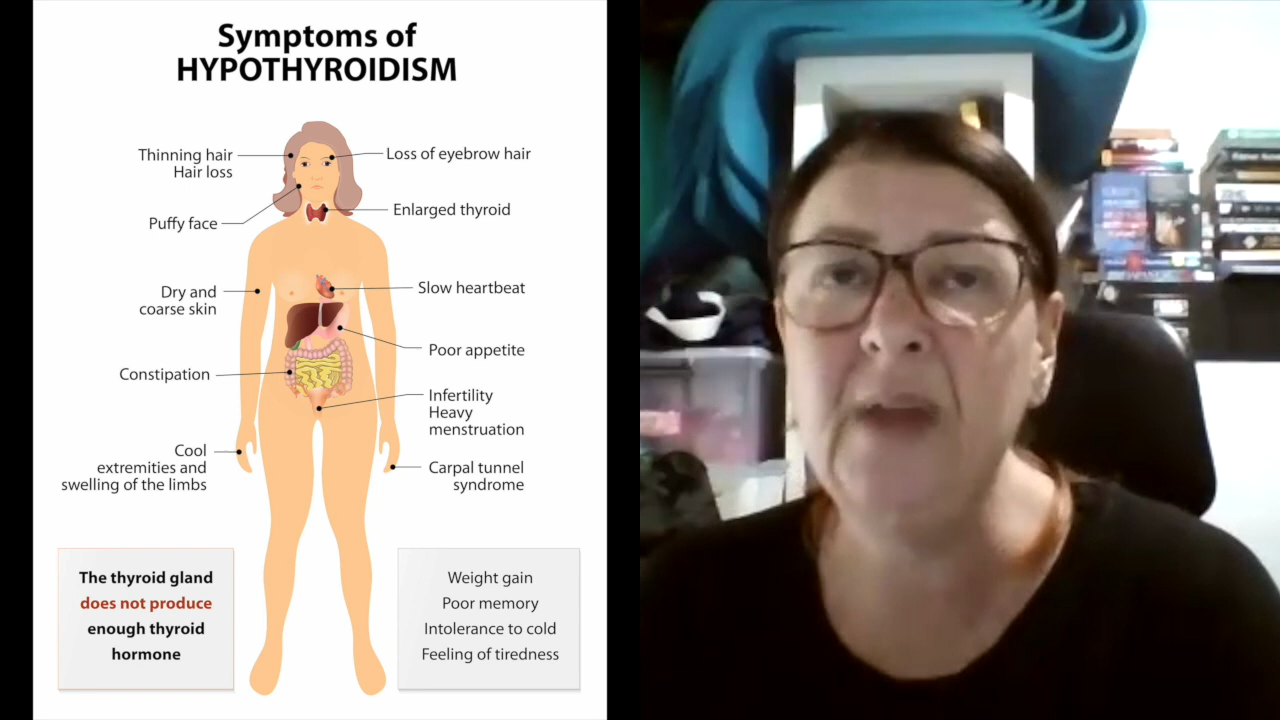 Symptoms of
HYPOTHYROIDISM
Thinning hair
Hair loss
Loss of eyebrow hair
Puffy face
Enlarged thyroid
Dry and
coarse skin
Slow heartbeat
Poor appetite
Constipation
Infertility
Heavy
menstruation
Cool
extremities and
swelling of the limbs
Carpal tunnel
syndrome
The thyroid gland
does not produce
enough thyroid
hormone
Weight gain
Poor memory
Intolerance to cold
Feeling of tiredness